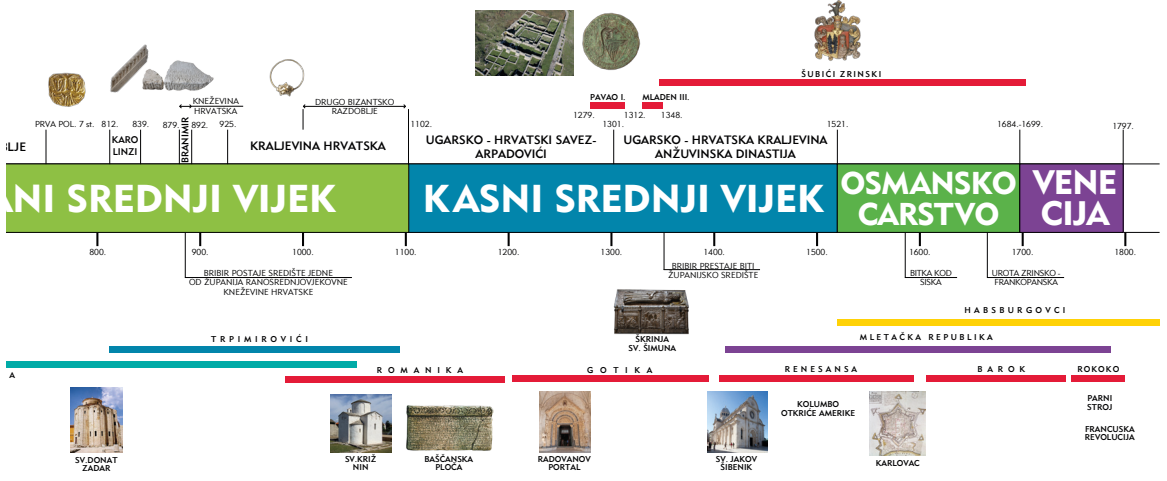 ŠUBIĆI ZRINSKI
PAVAO I.
MLADEN III.
KNEŽEVINA
HRVATSKA
DRUGO BIZANTSKO
RAZDOBLJE
1279.
1312.
1348.
PRVA POL. 7 st.
812.
839.
879.
892.
925.
1102.
1301.
1521.
1684.-1699.
1797.
BLJE
KARO
LINZI
BRANIMIR
KRALJEVINA HRVATSKA
UGARSKO - HRVATSKI SAVEZ-
ARPADOVIĆI
UGARSKO - HRVATSKA KRALJEVINA
ANŽUVINSKA DINASTIJA
ANI SREDNJI VIJEK
KASNI SREDNJI VIJEK
OSMANSKO
CARSTVO
VENE
CIJA
800.
900.
1000.
1100.
1200.
1300.
1400.
1500.
1600.
1700.
1800.
BRIBIR POSTAJE SREDIŠTE JEDNE
OD ŽUPANIJA RANOSREDNJOVJEKOVNE
KNEŽEVINE HRVATSKE
BRIBIR PRESTAJE BITI
ŽUPANIJSKO SREDIŠTE
BITKA KOD
SISKA
UROTA ZRINSKO -
FRANKOPANSKA
HABSBURGOVCI
ŠKRINJA
SV. ŠIMUNA
TRPIMIROVIĆI
MLETAČKA REPUBLIKA
A
ROMANIKA
GOTIKA
RENESANSA
BAROK
ROKOKO
KOLUMBO
OTKRIĆE AMERIKE
PARNI
STROJ
FRANCUSKA
REVOLUCIJA
SV.DONAT
ZADAR
SV.KRIŽ
NIN
BAŠĆANSKA
PLOČA
RADOVANOV
PORTAL
SV. JAKOV
ŠIBENIK
KARLOVAC